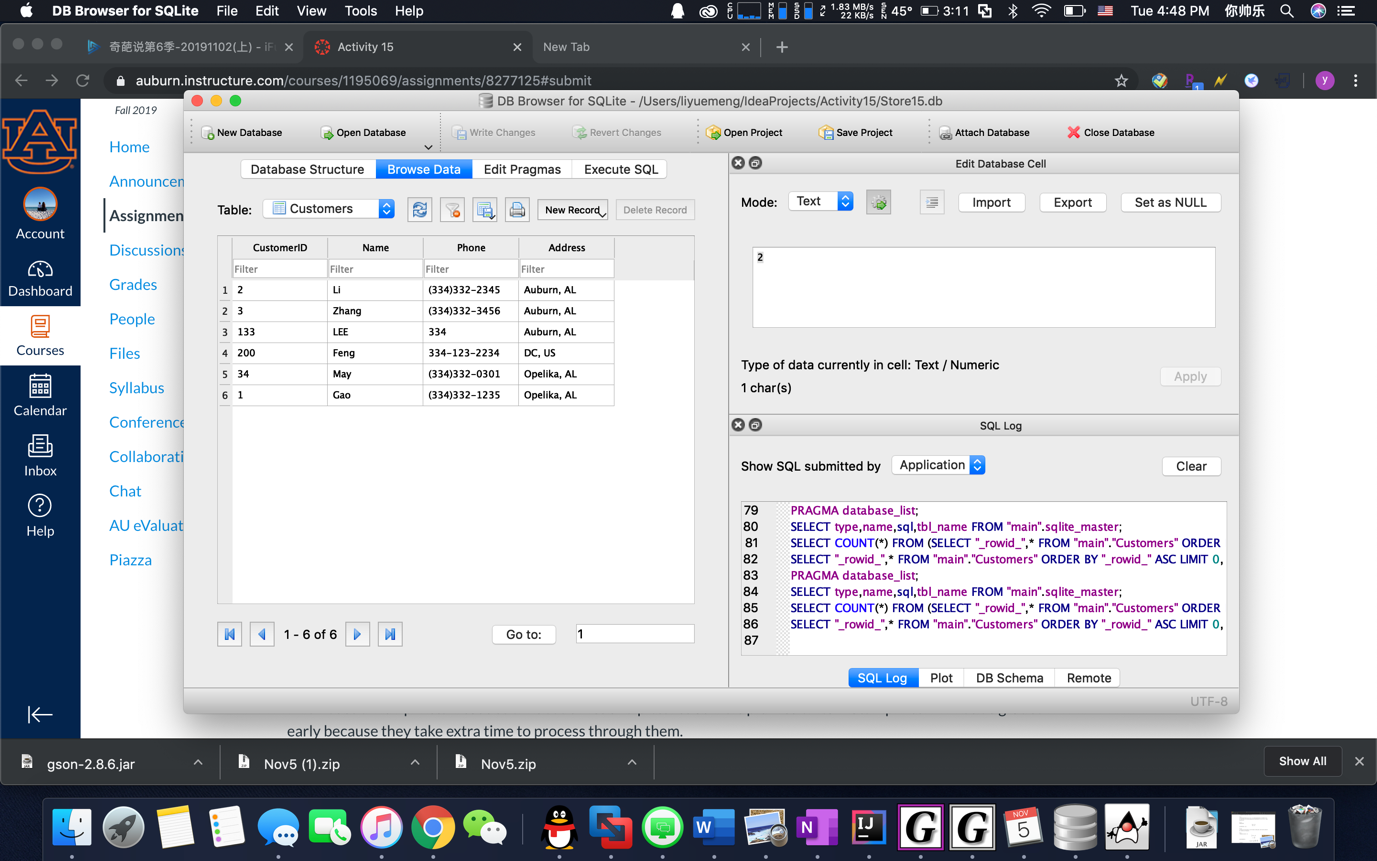 DB Browser for SQLite File Edit View Tools Help
1.83 MB/s
22 KB/s
45° 3:11 Tue 4:48 PM 你帅乐
奇葩说第6季-20191102(上) - iF
Activity 15
New Tab
auburn.instructure.com/courses/1195069/assignments/8277125#submit
Fall 2019
Home
Announcem
Assignmen
Discussions
Grades
People
Files
Syllabus
Conference
Collaborati
Chat
AU eValuat
Piazza
Account
Dashboard
Courses
Calendar
Inbox
Help
DB Browser for SQLite - /Users/liyuemeng/IdeaProjects/Activity15/Store15.db
New Database Open Database Write Changes Revert Changes Open Project Save Project Attach Database Close Database
Database Structure Browse Data Edit Pragmas Execute SQL
Table: Customers New Record Delete Record
CustomerID Name Phone Address
Filter Filter Filter Filter
1 2 Li (334)332-2345 Auburn, AL
2 3 Zhang (334)332-3456 Auburn, AL
3 133 LEE 334 Auburn, AL
4 200 Feng 334-123-2234 DC, US
5 34 May (334)332-0301 Opelika, AL
6 1 Gao (334)332-1235 Opelika, AL
1 - 6 of 6 Go to: 1
Edit Database Cell
Mode: Text Import Export Set as NULL
2
Type of data currently in cell: Text / Numeric
1 char(s)
Apply
SQL Log
Show SQL submitted by Application Clear
79 PRAGMA database_list;
80 SELECT type,name,sql,tbl_name FROM "main".sqlite_master;
81 SELECT COUNT(*) FROM (SELECT "_rowid_",* FROM "main"."Customers" ORDER
82 SELECT "_rowid_",* FROM "main"."Customers" ORDER BY "_rowid_" ASC LIMIT 0,
83 PRAGMA database_list;
84 SELECT type,name,sql,tbl_name FROM "main".sqlite_master;
85 SELECT COUNT(*) FROM (SELECT "_rowid_",* FROM "main"."Customers" ORDER
86 SELECT "_rowid_",* FROM "main"."Customers" ORDER BY "_rowid_" ASC LIMIT 0,
87
SQL Log Plot DB Schema Remote
UTF-8
early because they take extra time to process through them.
gson-2.8.6.jar
Nov5 (1).zip
Nov5.zip
Show All
NOV
5
JAR